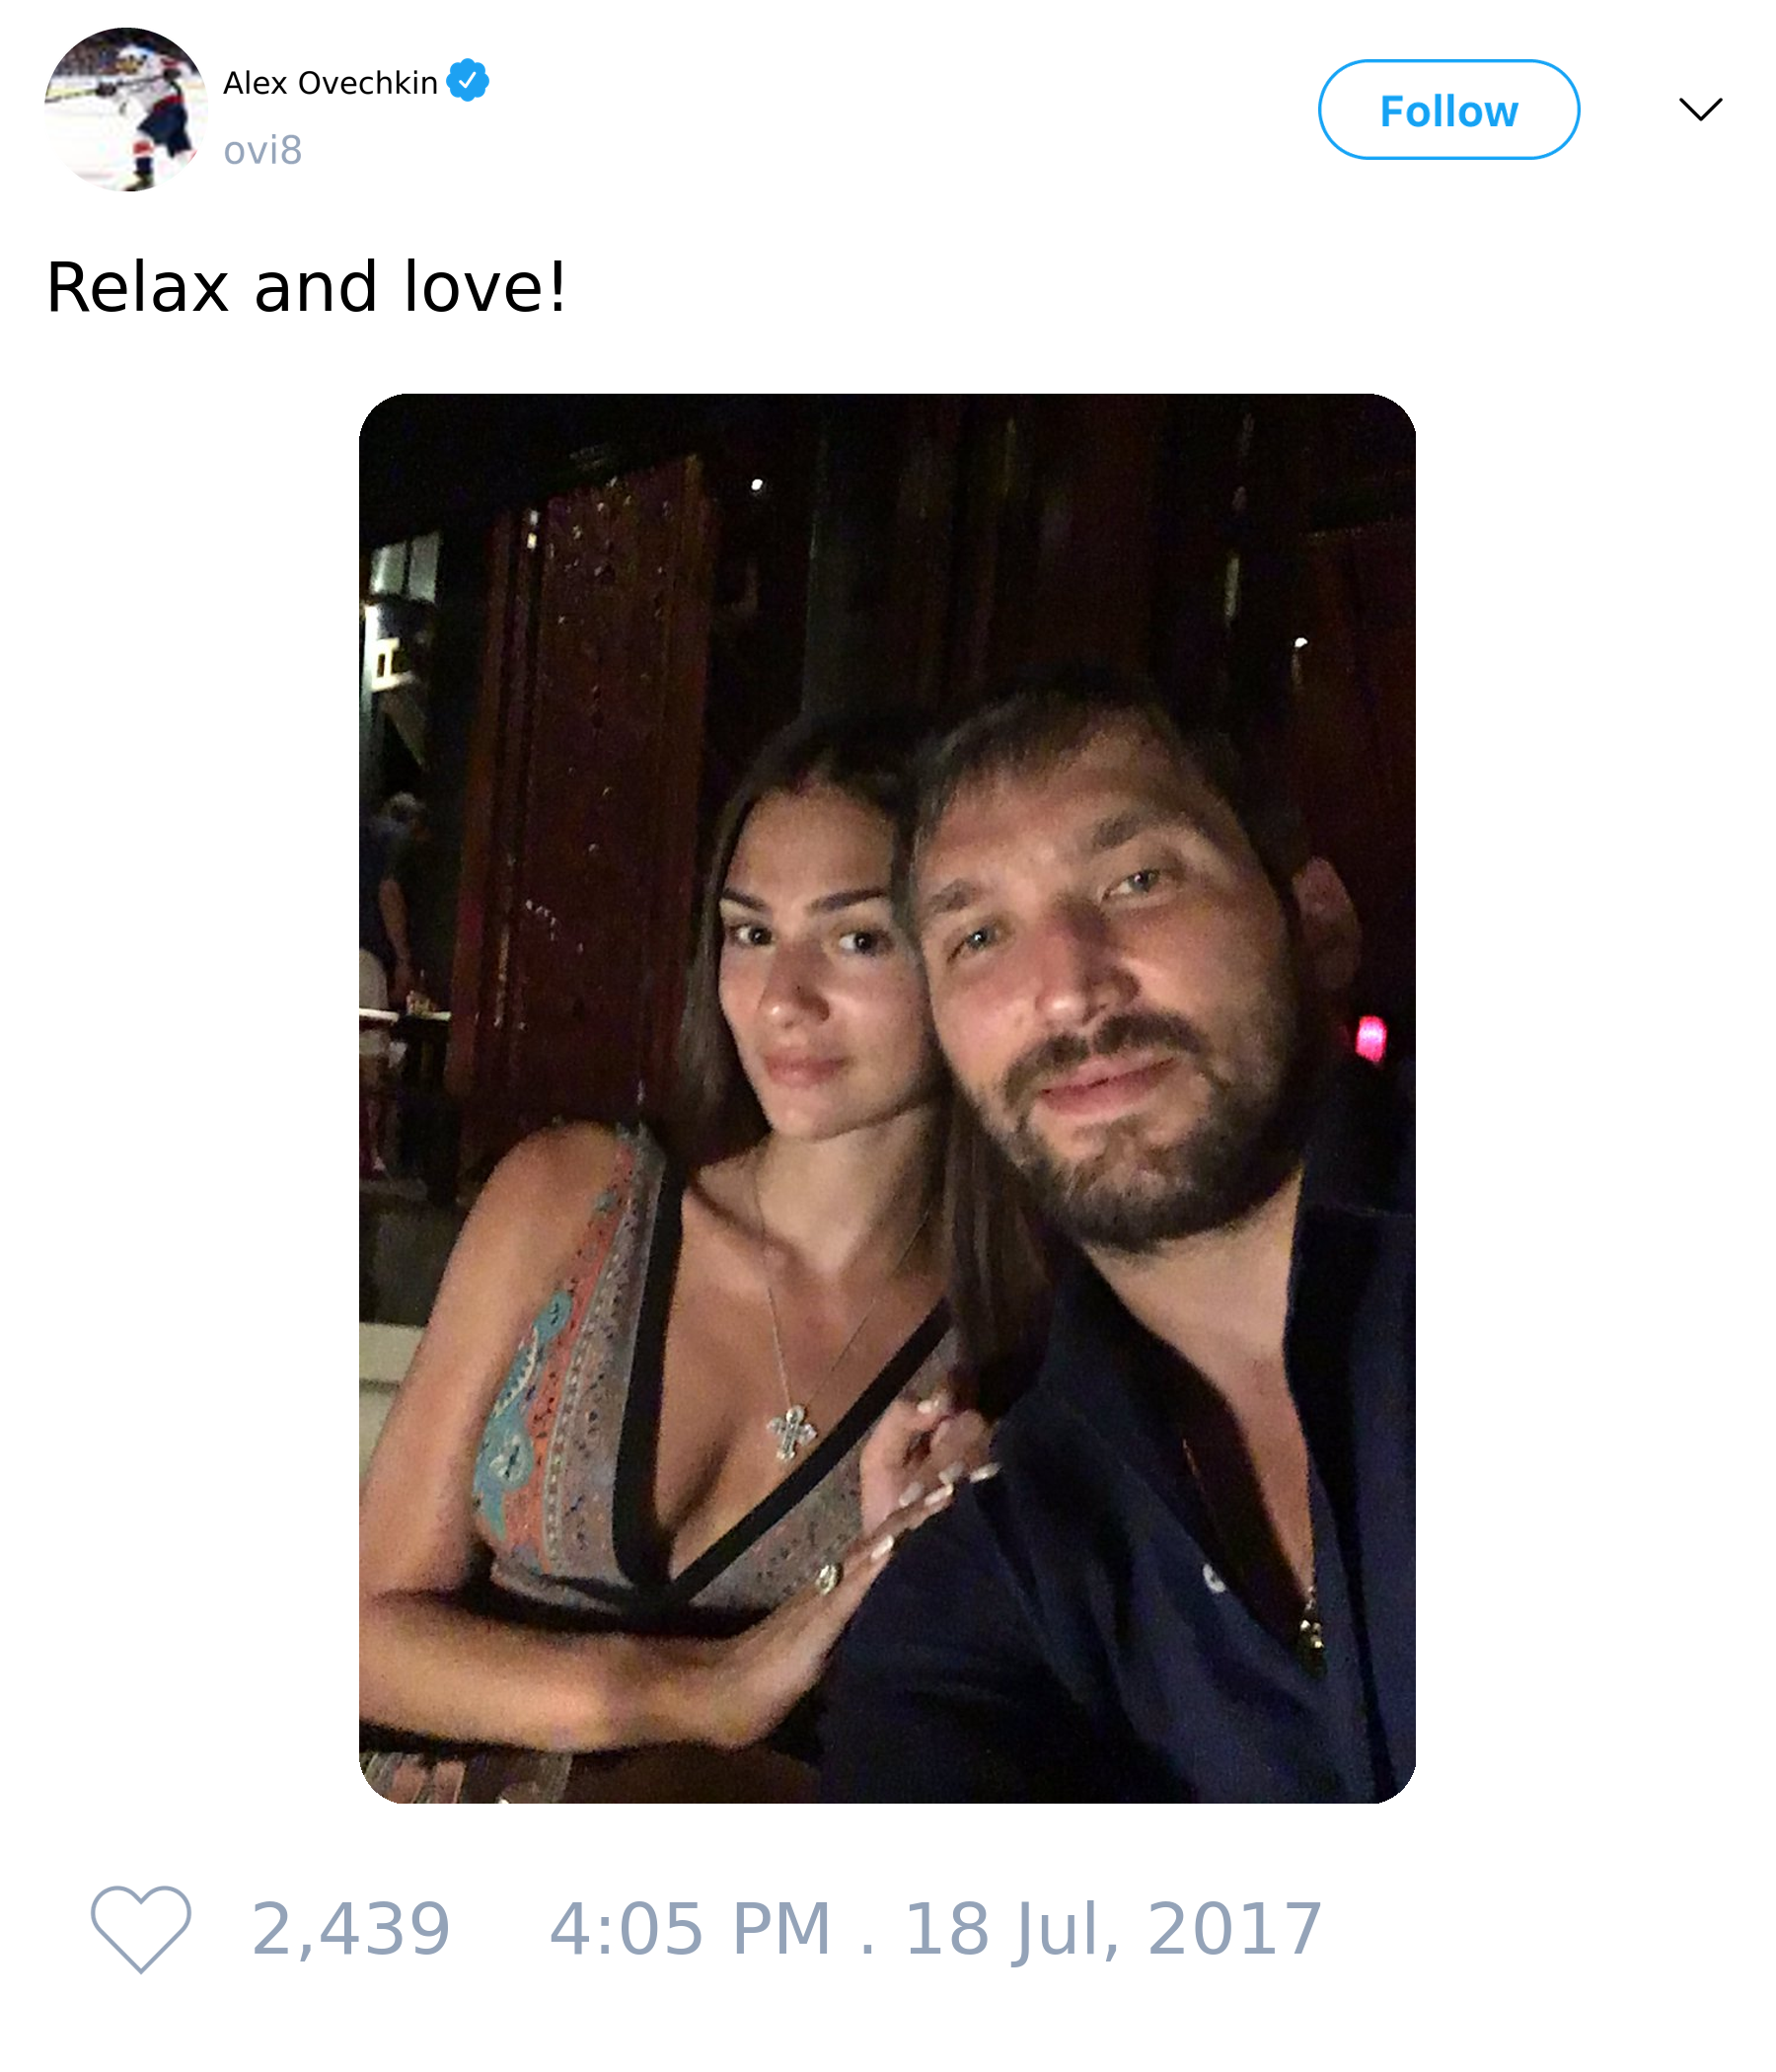 Alex Ovechkin
Follow
ovi8
Relax and love!
2,439 4:05 PM . 18 Jul, 2017